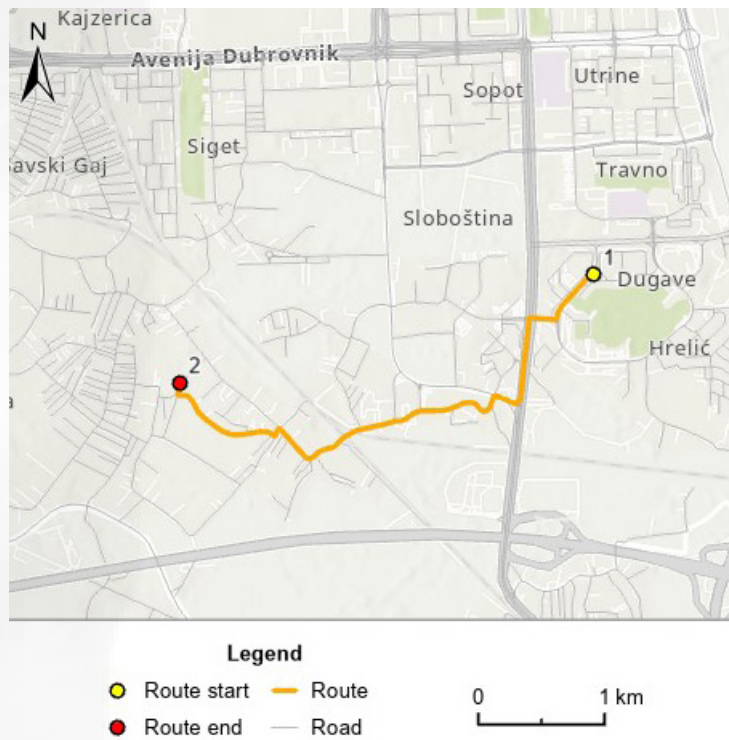 Kajzerica
N
Avenija Dubrovnik
Sopot
Utrine
Siget
Savski Gaj
Travno
Sloboština
1
Dugave
Hrelić
2
a
Legend
Route start
Route
0
1 km
Route end
Road